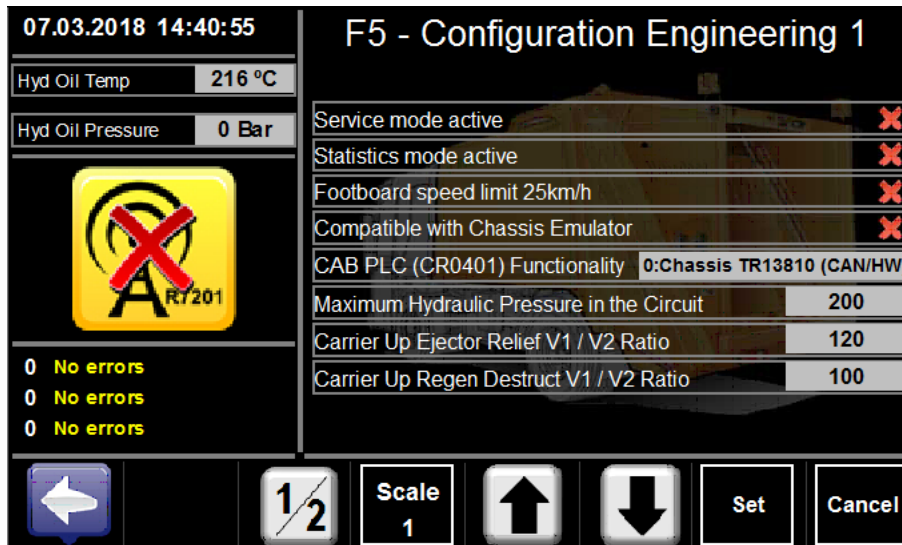 07.03.2018 14:40:55
Hyd Oil Temp 216 ºC
Hyd Oil Pressure 0 Bar
R7201
0 No errors
0 No errors
0 No errors
F5 - Configuration Engineering 1
Service mode active
Statistics mode active
Footboard speed limit 25km/h
Compatible with Chassis Emulator
CAB PLC (CR0401) Functionality 0:Chassis TR13810 (CAN/HW
Maximum Hydraulic Pressure in the Circuit 200
Carrier Up Ejector Relief V1 / V2 Ratio 120
Carrier Up Regen Destruct V1 / V2 Ratio 100
1/2
Scale
1
Set
Cancel